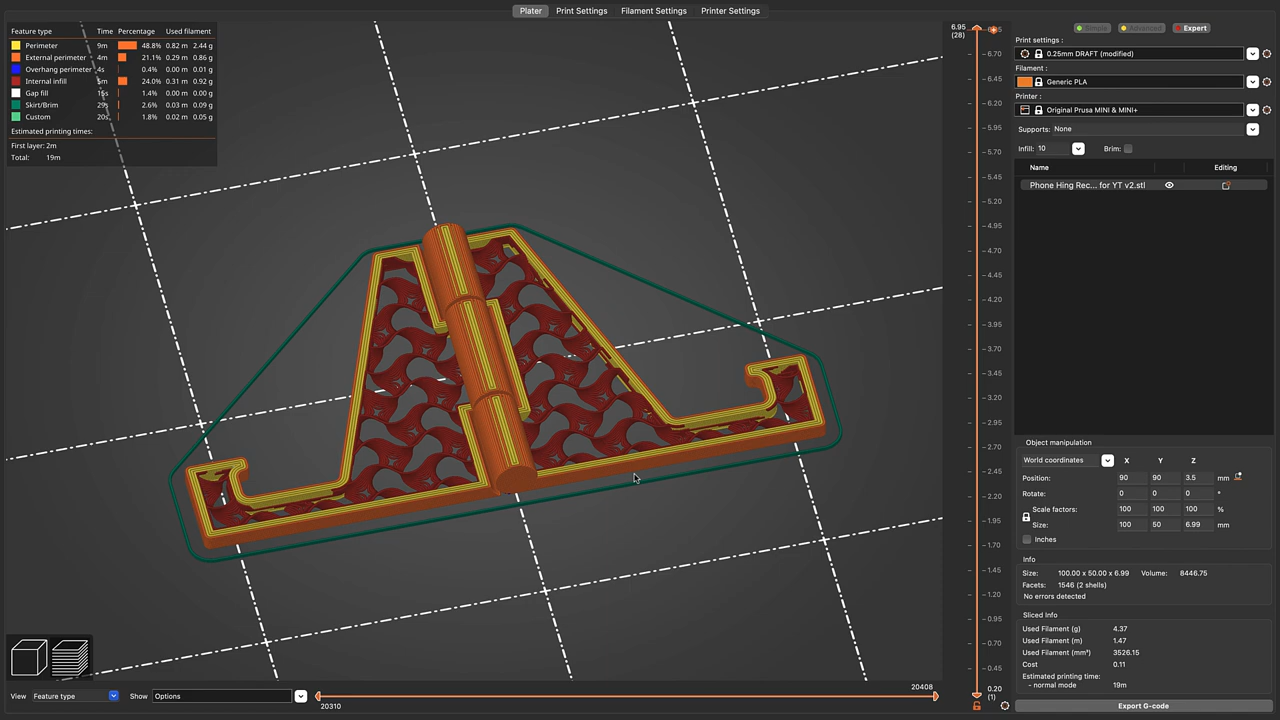 Plater Print Settings Filament Settings Printer Settings
Feature type Time Percentage Used filament
Perimeter 9m 48.8% 0.82 m 2.44 g
External perimeter 4m 21.1% 0.29 m 0.86 g
Overhang perimeter 4s 0.4% 0.00 m 0.01 g
Internal infill 5m 24.0% 0.31 m 0.92 g
Gap fill 15s 1.4% 0.00 m 0.00 g
Skirt/Brim 29s 2.6% 0.03 m 0.09 g
Custom 20s 1.8% 0.02 m 0.05 g
Estimated printing times:
First layer: 2m
Total: 19m
6.95
(28)
6.70
6.45
6.20
5.95
5.70
5.45
5.20
4.95
4.70
4.45
4.20
3.95
3.70
3.45
3.20
2.95
2.70
2.45
2.20
1.95
1.70
1.45
1.20
0.95
0.70
0.45
0.20
(1)
Simple Advanced Expert
Print settings :
0.25mm DRAFT (modified)
Filament :
Generic PLA
Printer :
Original Prusa MINI & MINI+
Supports: None
Infill: 10 Brim:
Name Editing
Phone Hing Rec... for YT v2.stl
Object manipulation
World coordinates X Y Z
Position: 90 90 3.5 mm
Rotate: 0 0 0 °
Scale factors: 100 100 100 %
Size: 100 50 6.99 mm
Inches
Info
Size: 100.00 x 50.00 x 6.99 Volume: 8446.75
Facets: 1546 (2 shells)
No errors detected
Sliced Info
Used Filament (g) 4.37
Used Filament (m) 1.47
Used Filament (mm³) 3526.15
Cost 0.11
Estimated printing time:
- normal mode 19m
Export G-code
View Feature type Show Options
20408
20310